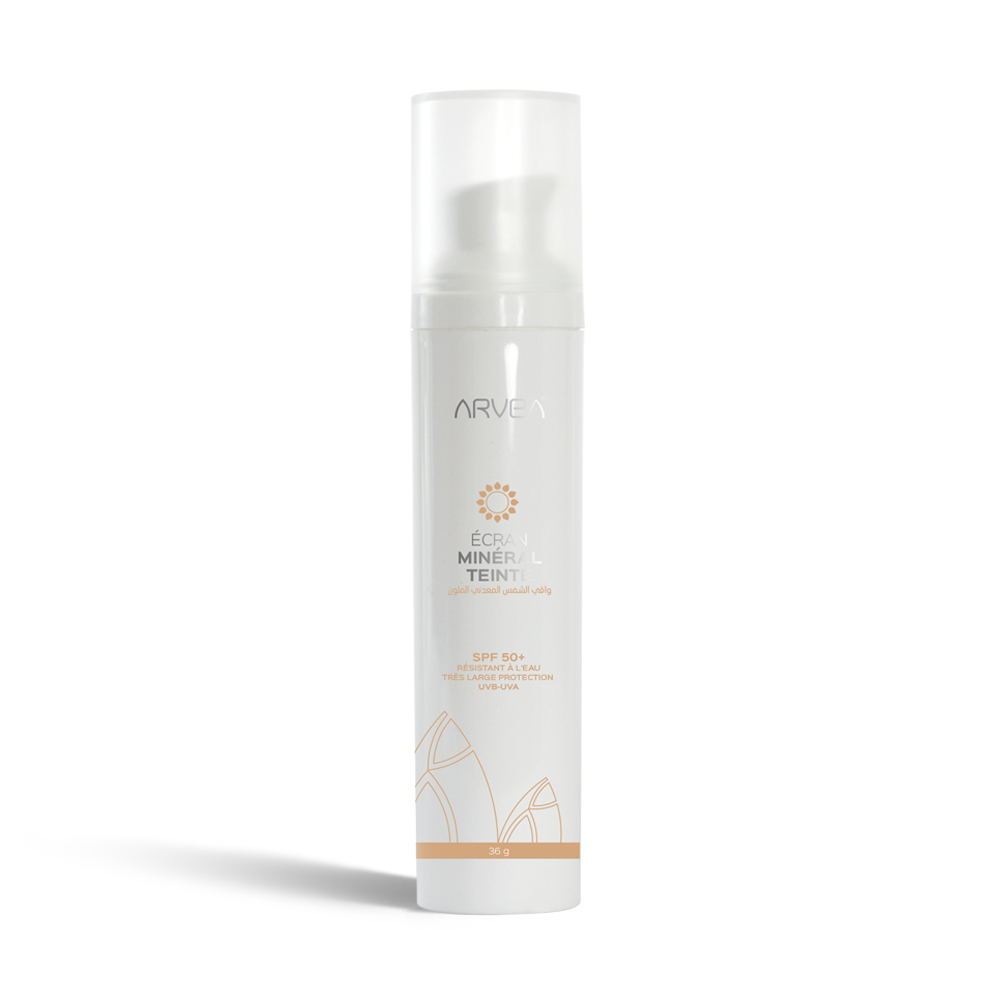 ARVEA
ÉCRAN
MINÉRAL
TEINTÉ
واقي الشمس المعدني الملون
SPF 50+
RÉSISTANT À L'EAU
TRÈS LARGE PROTECTION
UVB-UVA
36 g